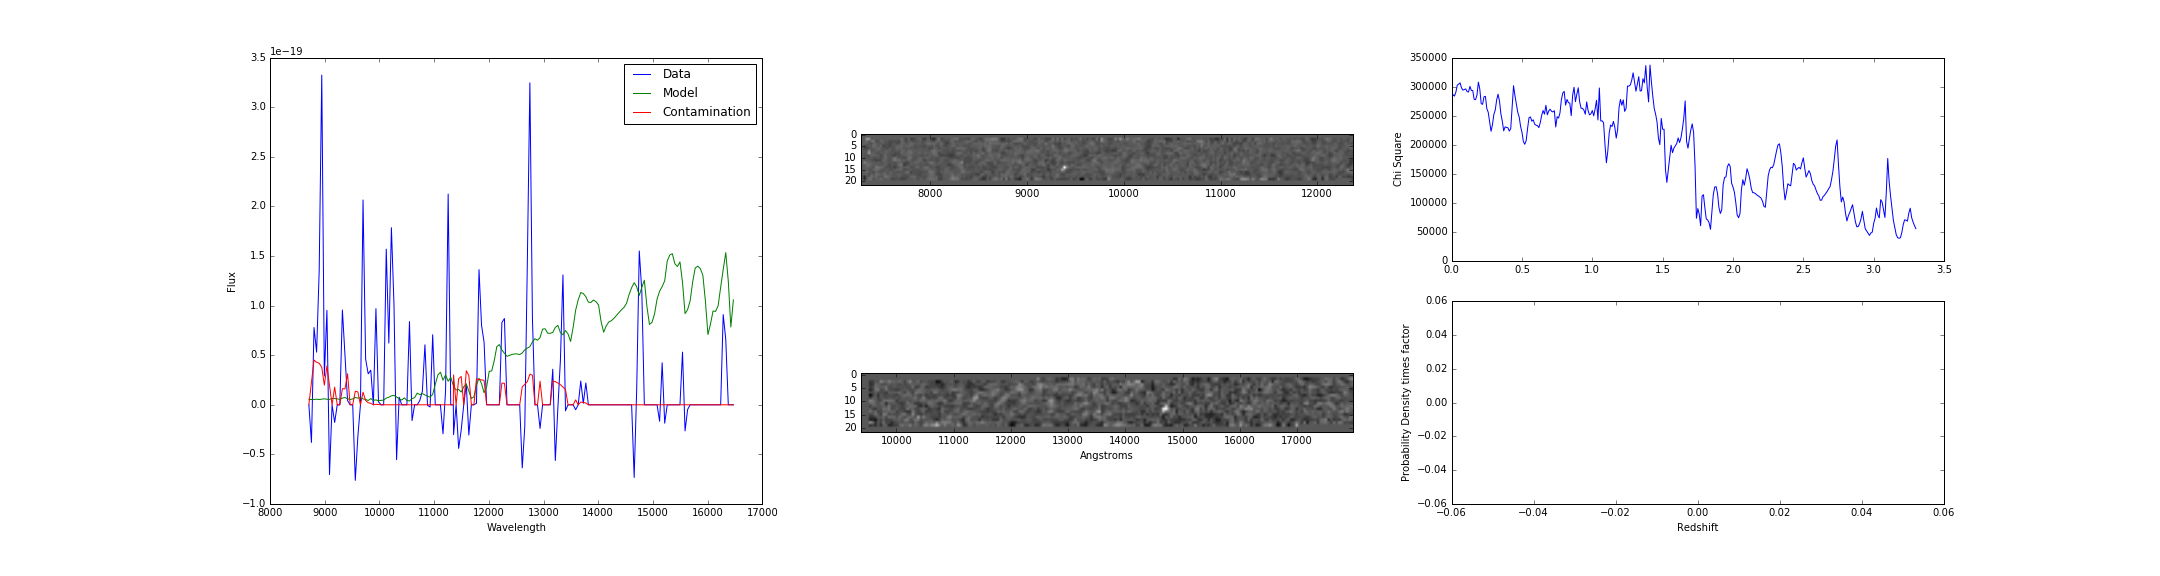 1e−19
3.5
3.0
2.5
2.0
1.5
1.0
0.5
0.0
−0.5
−1.0
8000 9000 10000 11000 12000 13000 14000 15000 16000 17000
Wavelength
Flux
Data
Model
Contamination
0
5
10
15
20
8000 9000 10000 11000 12000
0
5
10
15
20
10000 11000 12000 13000 14000 15000 16000 17000
Angstroms
350000
300000
250000
200000
150000
100000
50000
0
0.0 0.5 1.0 1.5 2.0 2.5 3.0 3.5
Chi Square
0.06
0.04
0.02
0.00
−0.02
−0.04
−0.06
−0.06 −0.04 −0.02 0.00 0.02 0.04 0.06
Redshift
Probability Density times factor